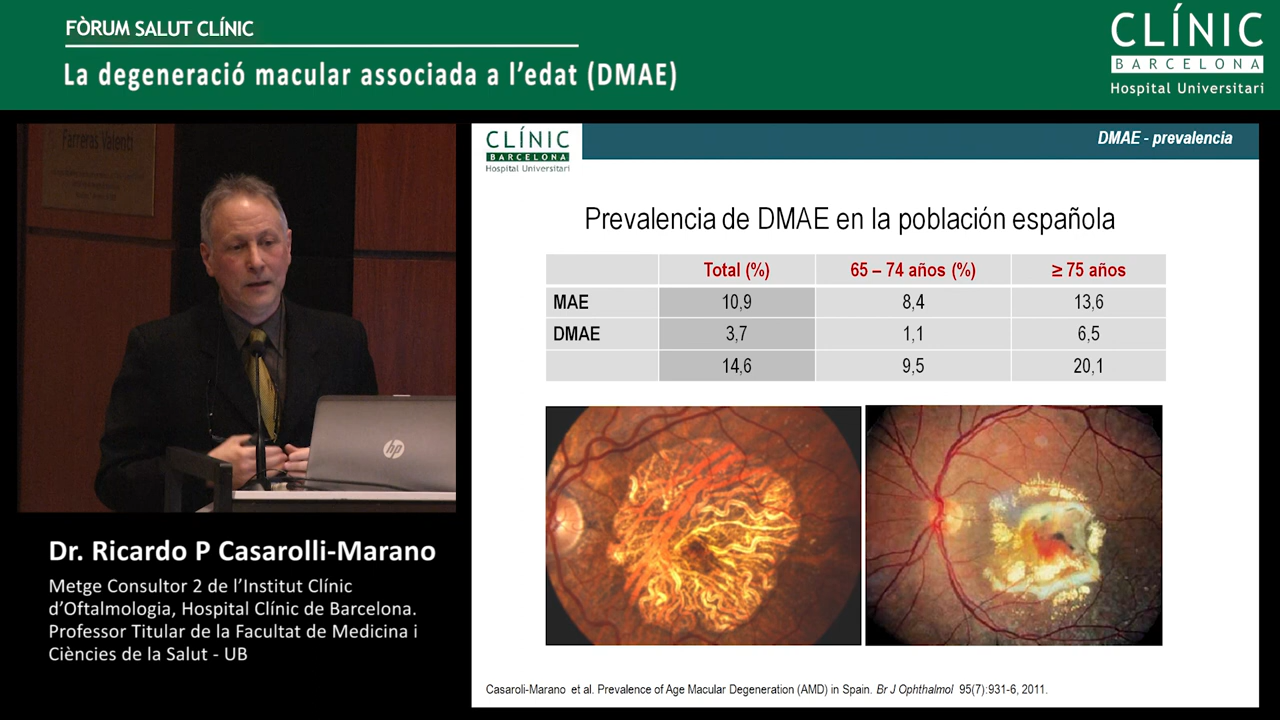 FÒRUM SALUT CLÍNIC
La degeneració macular associada a l'edat (DMAE)
CLÍNIC
BARCELONA
Hospital Universitari
Farreras Valentí
hp
Dr. Ricardo P Casarolli-Marano
Metge Consultor 2 de l'Institut Clínic
d'Oftalmologia, Hospital Clínic de Barcelona.
Professor Titular de la Facultat de Medicina i
Ciències de la Salut - UB
CLÍNIC
BARCELONA
Hospital Universitari
DMAE - prevalencia
Prevalencia de DMAE en la población española
Total (%) 65 – 74 años (%) ≥ 75 años
MAE 10,9 8,4 13,6
DMAE 3,7 1,1 6,5
14,6 9,5 20,1
Casaroli-Marano et al. Prevalence of Age Macular Degeneration (AMD) in Spain. Br J Ophthalmol 95(7):931-6, 2011.